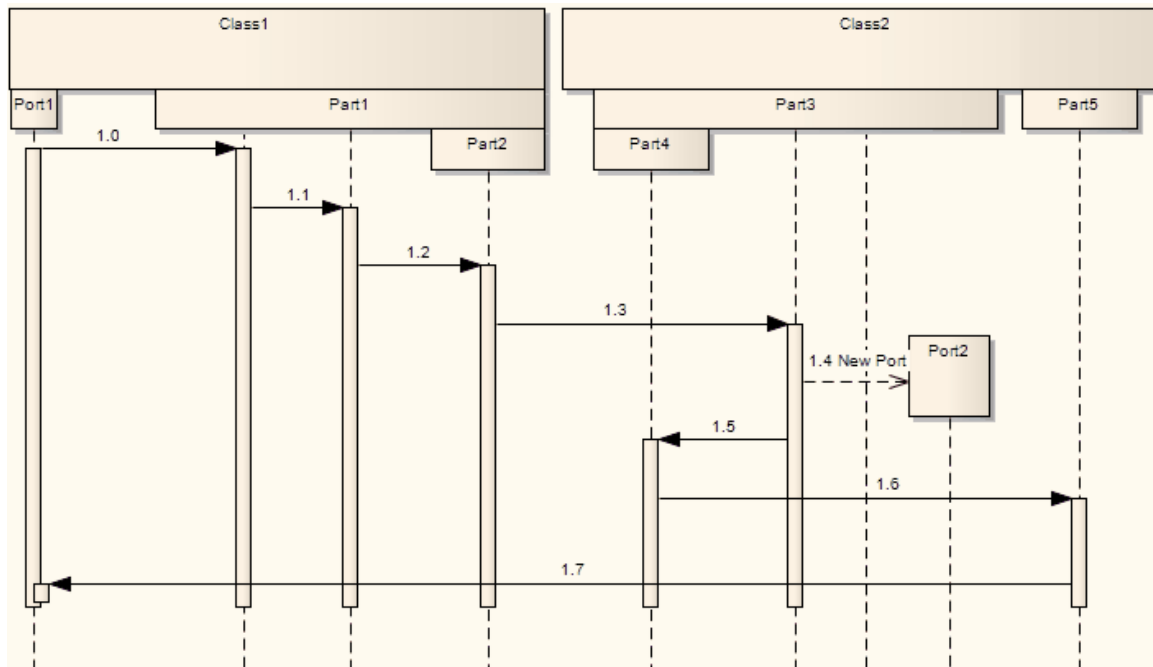 Class1
Class2
Port1
Part1
Part3
Part5
Part2
Part4
1.0
1.1
1.2
1.3
Port2
1.4 New Port
1.5
1.6
1.7